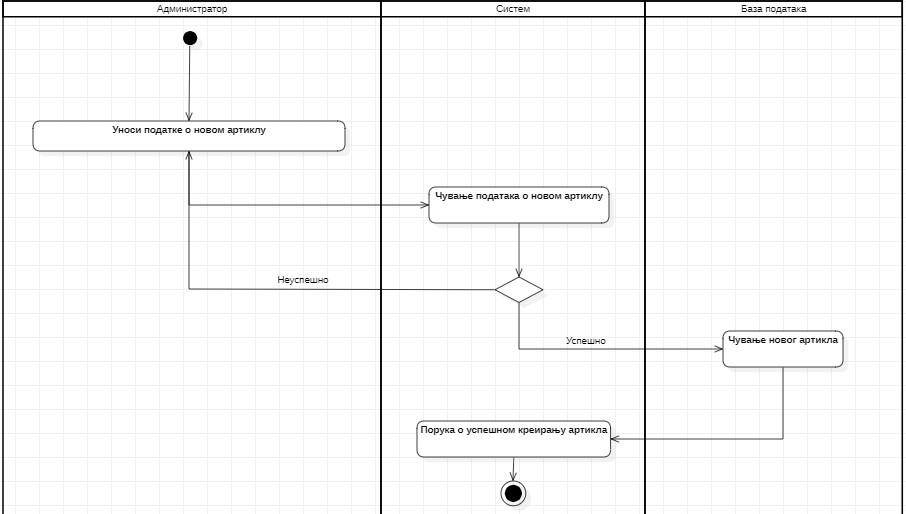 Администратор
Систем
База података
Уноси податке о новом артиклу
Чување података о новом артиклу
Неуспешно
Успешно
Чување новог артикла
Порука о успешном креирању артикла